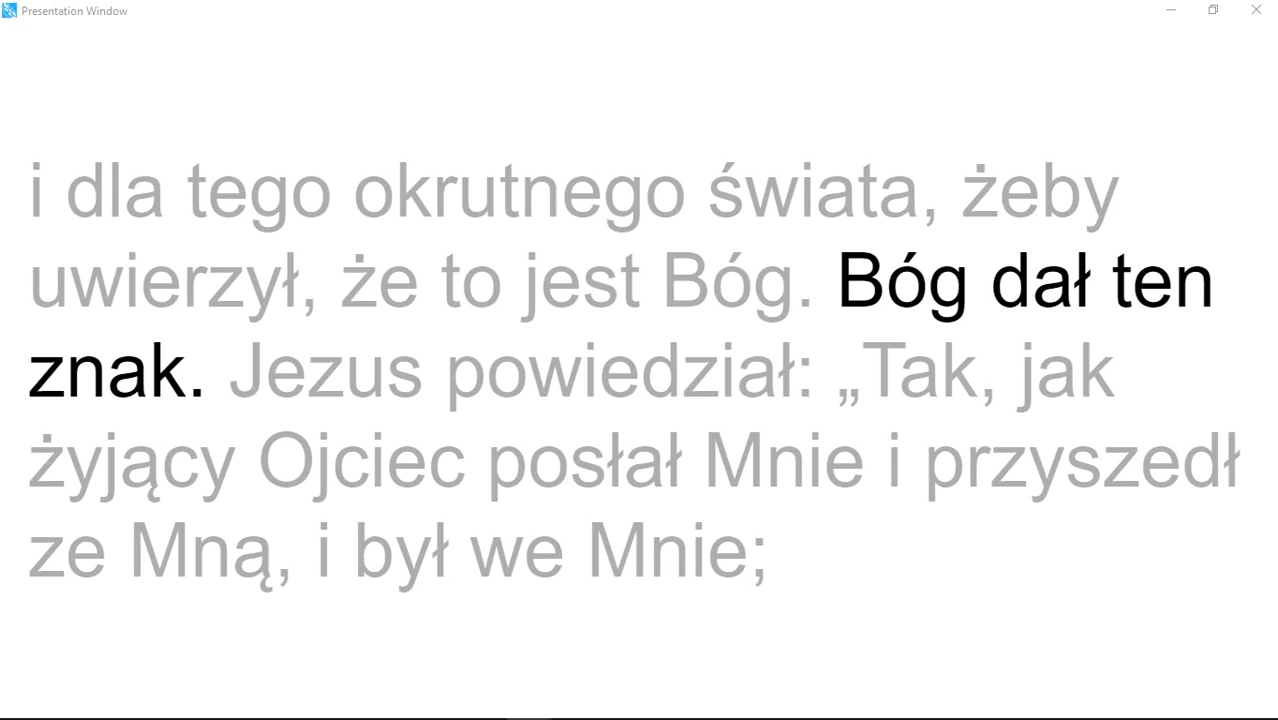 Presentation Window
i dla tego okrutnego świata, żeby
uwierzył, że to jest Bóg. Bóg dał ten
znak. Jezus powiedział: „Tak, jak
żyjący Ojciec posłał Mnie i przyszedł
ze Mną, i był we Mnie;